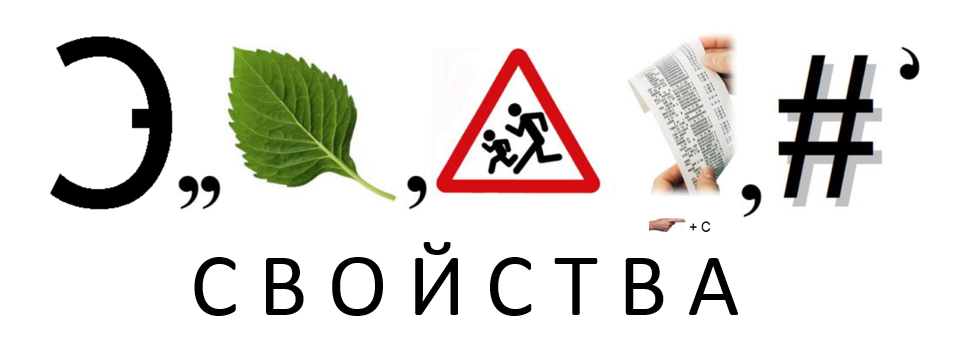 Э,, , , # ’
+ С
СВОЙСТВА